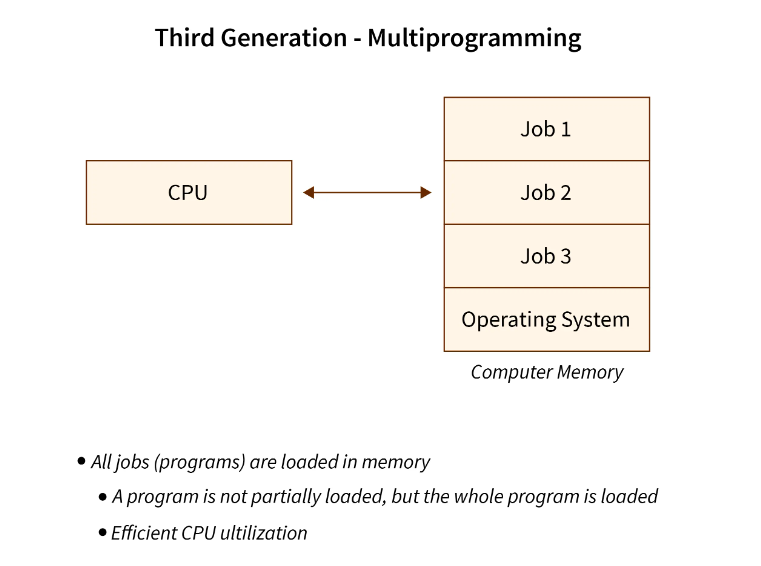 Third Generation - Multiprogramming
Job 1
CPU
Job 2
Job 3
Operating System
Computer Memory
• All jobs (programs) are loaded in memory
• A program is not partially loaded, but the whole program is loaded
• Efficient CPU ultilization